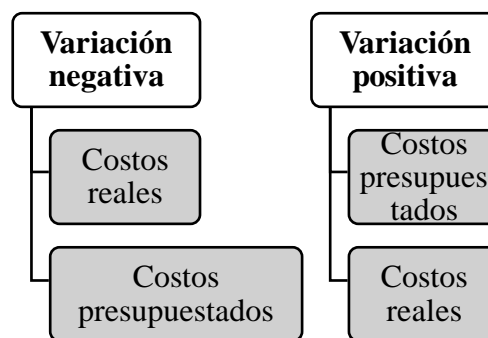 Variación
negativa
Costos
reales
Costos
presupuestados
Variación
positiva
Costos
presupues
tados
Costos
reales